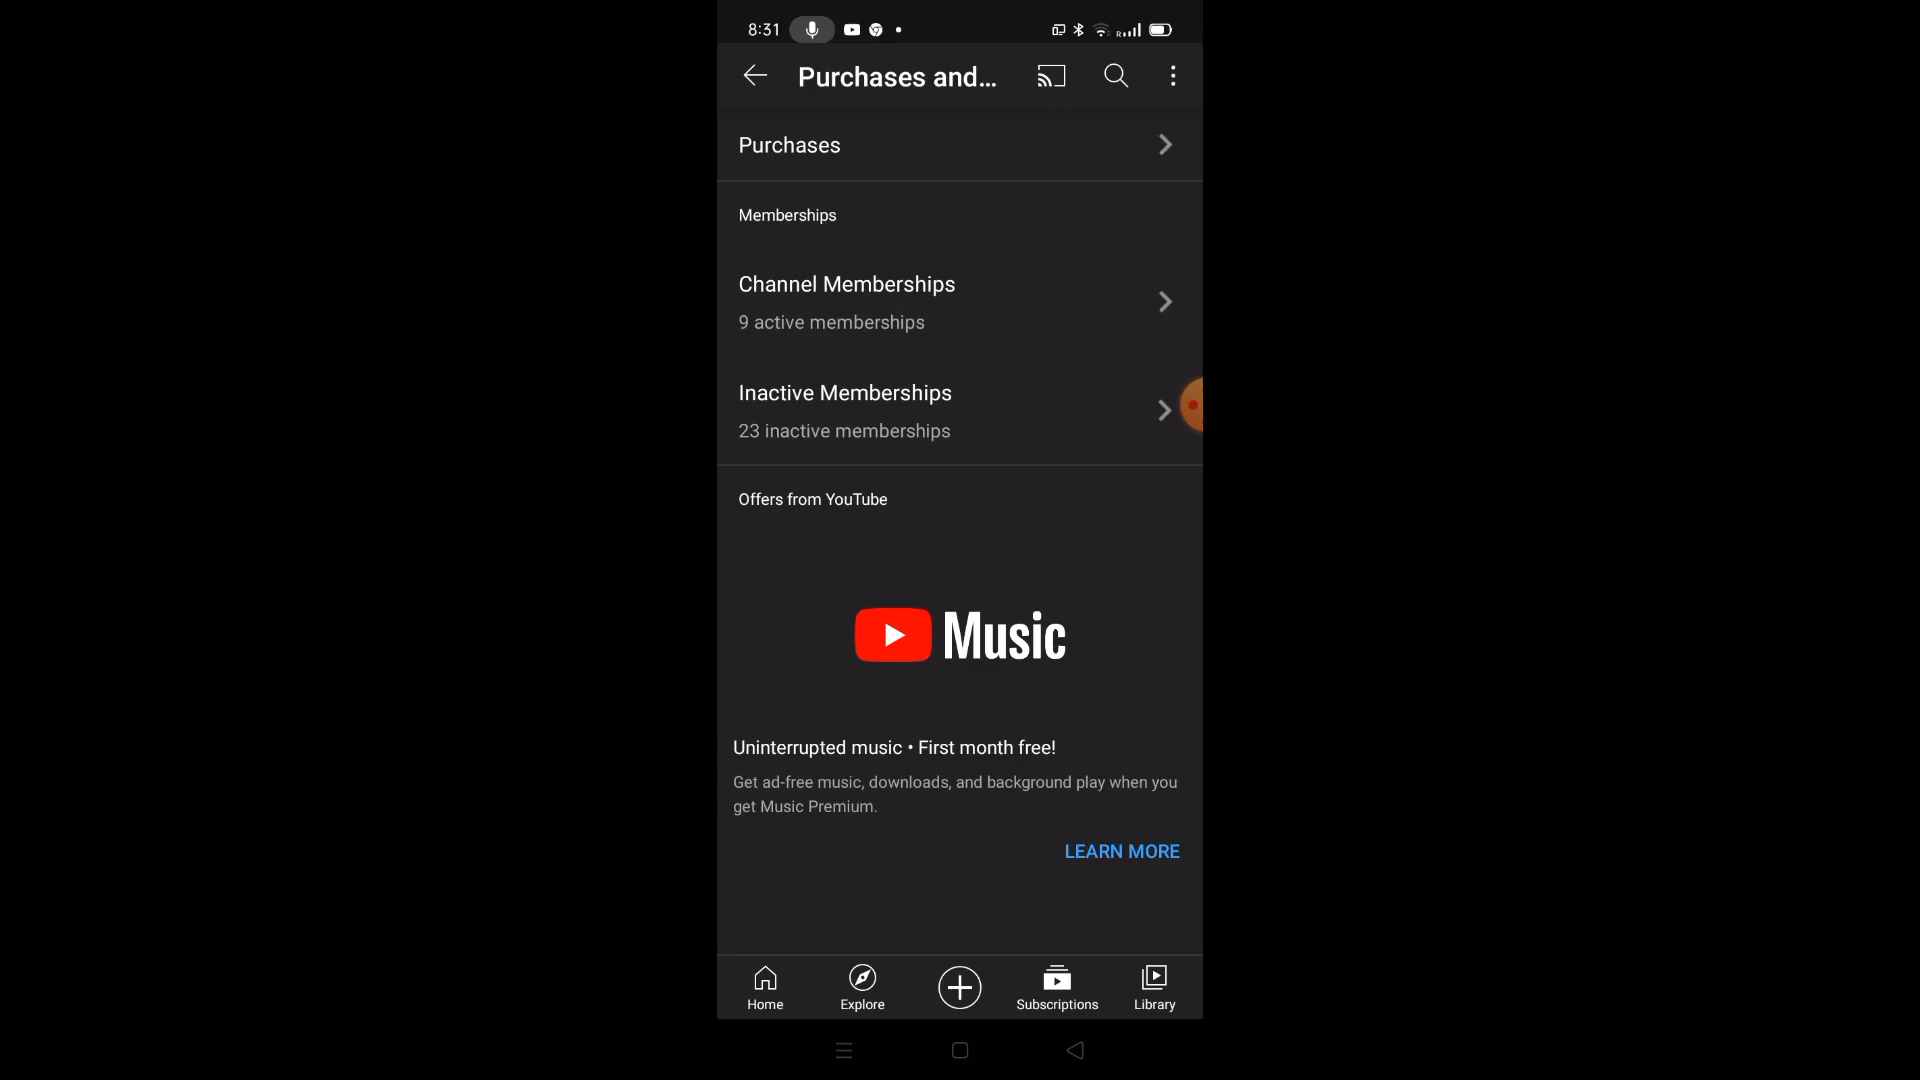 8:31
Purchases and...
Purchases
Memberships
Channel Memberships
9 active memberships
Inactive Memberships
23 inactive memberships
Offers from YouTube
Music
Uninterrupted music • First month free!
Get ad-free music, downloads, and background play when you
get Music Premium.
LEARN MORE
Home
Explore
Subscriptions
Library